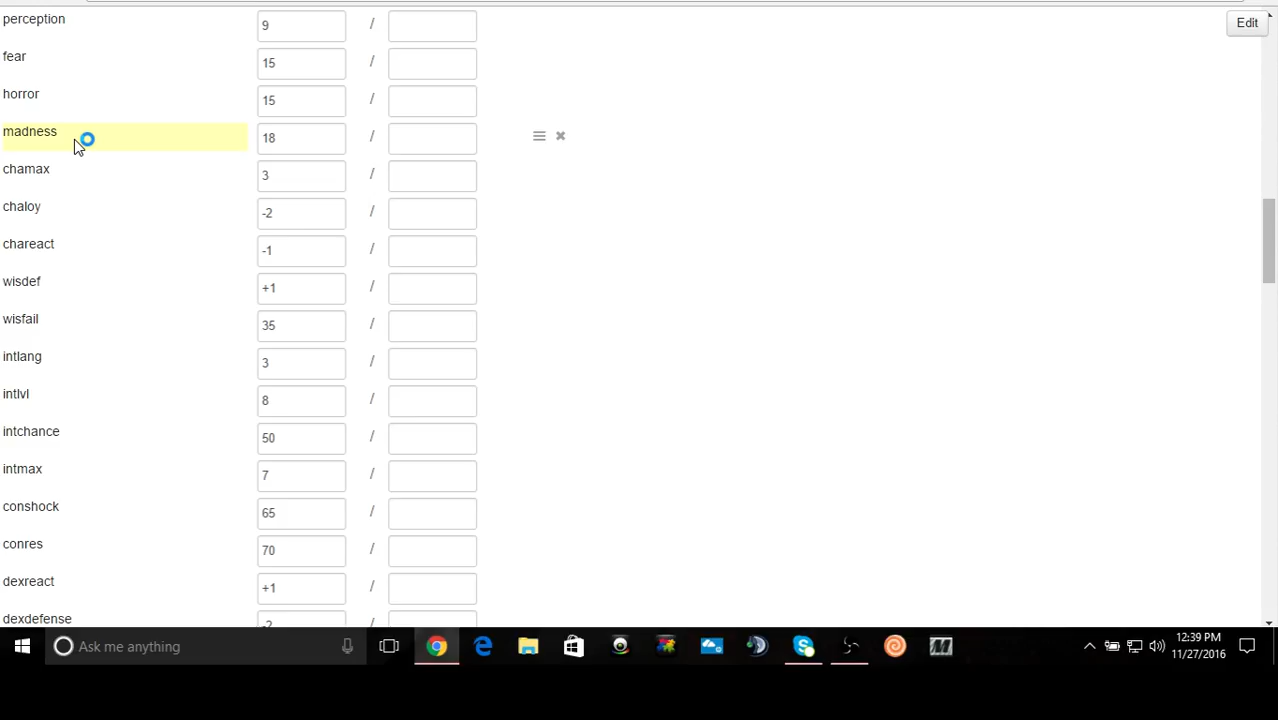 perception 9 /
Edit
fear 15 /
horror 15 /
madness 18 /
chamax 3 /
chaloy -2 /
chareact -1 /
wisdef +1 /
wisfail 35 /
intlang 3 /
intlvl 8 /
intchance 50 /
intmax 7 /
conshock 65 /
conres 70 /
dexreact +1 /
dexdefense -2 /
Ask me anything
12:39 PM
11/27/2016